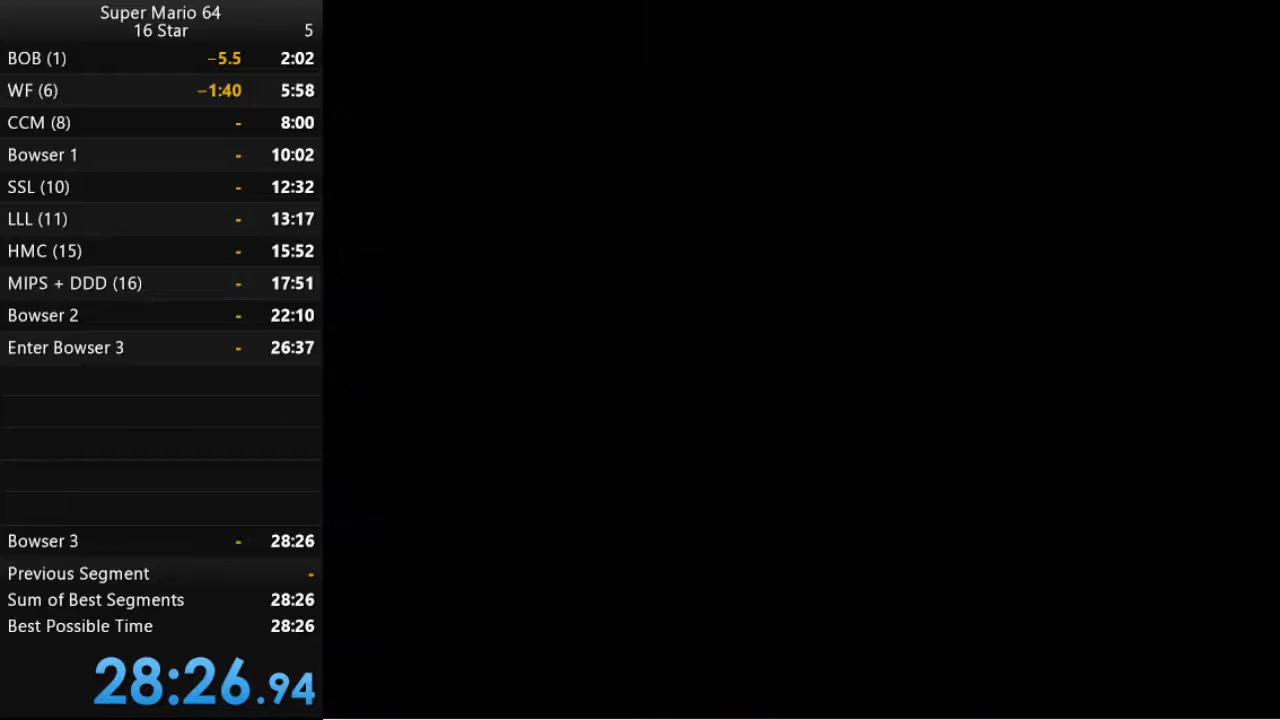 Super Mario 64
16 Star 5
BOB (1) −5.5 2:02
WF (6) −1:40 5:58
CCM (8) - 8:00
Bowser 1 - 10:02
SSL (10) - 12:32
LLL (11) - 13:17
HMC (15) - 15:52
MIPS + DDD (16) - 17:51
Bowser 2 - 22:10
Enter Bowser 3 - 26:37
Bowser 3 - 28:26
Previous Segment -
Sum of Best Segments 28:26
Best Possible Time 28:26
28:26.94